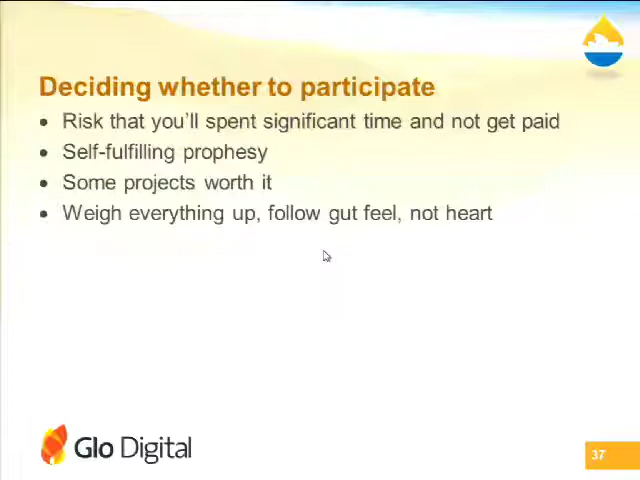 Deciding whether to participate
• Risk that you'll spent significant time and not get paid
• Self-fulfilling prophesy
• Some projects worth it
• Weigh everything up, follow gut feel, not heart
Glo Digital
37